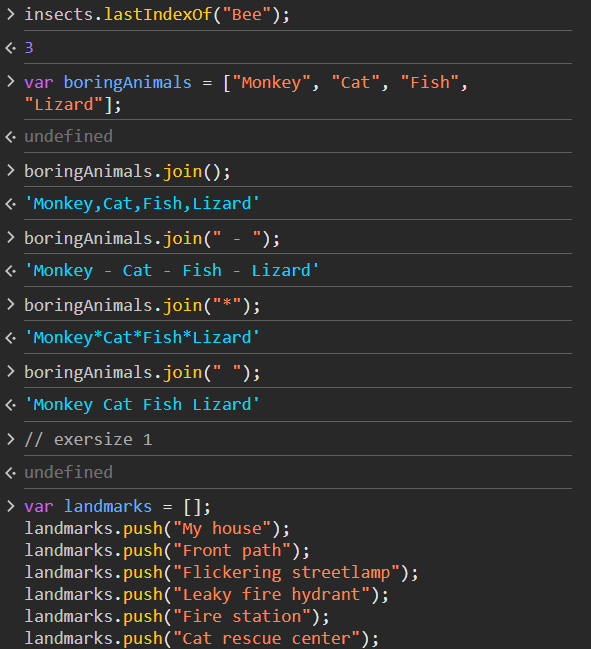 > insects.lastIndexOf("Bee");
3
> var boringAnimals = ["Monkey", "Cat", "Fish",
"Lizard"];
undefined
> boringAnimals.join();
'Monkey,Cat,Fish,Lizard'
> boringAnimals.join(" - ");
'Monkey - Cat - Fish - Lizard'
> boringAnimals.join("*");
'Monkey*Cat*Fish*Lizard'
> boringAnimals.join(" ");
'Monkey Cat Fish Lizard'
> // exersize 1
undefined
> var landmarks = [];
landmarks.push("My house");
landmarks.push("Front path");
landmarks.push("Flickering streetlamp");
landmarks.push("Leaky fire hydrant");
landmarks.push("Fire station");
landmarks.push("Cat rescue center");